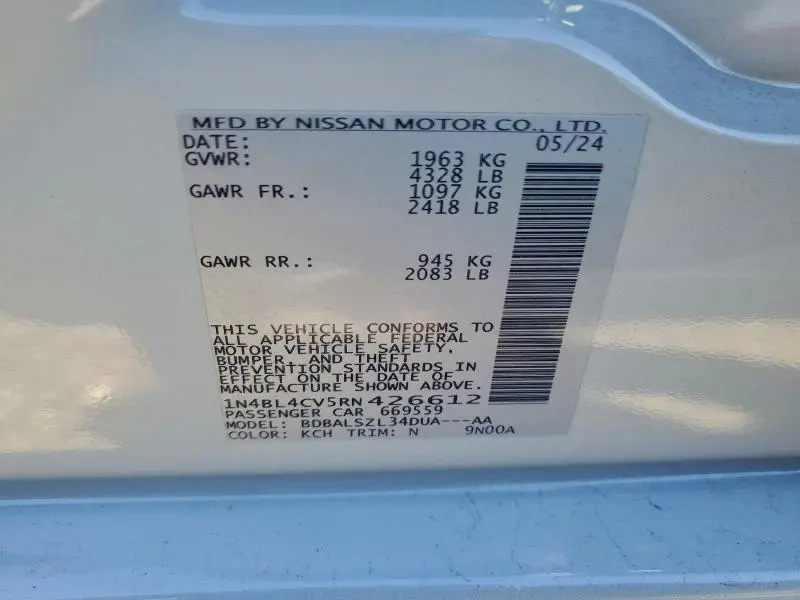 MFD BY NISSAN MOTOR CO., LTD.
DATE: 05/24
GVWR: 1963 KG
4328 LB
GAWR FR.: 1097 KG
2418 LB
GAWR RR.: 945 KG
2083 LB
THIS VEHICLE CONFORMS TO
ALL APPLICABLE FEDERAL
MOTOR VEHICLE SAFETY,
BUMPER, AND THEFT
PREVENTION STANDARDS IN
EFFECT ON THE DATE OF
MANUFACTURE SHOWN ABOVE.
1N4BL4CV5RN426612
PASSENGER CAR 669559
MODEL: BDBALSZL34DUA---AA
COLOR: KCH TRIM: N 9N00A